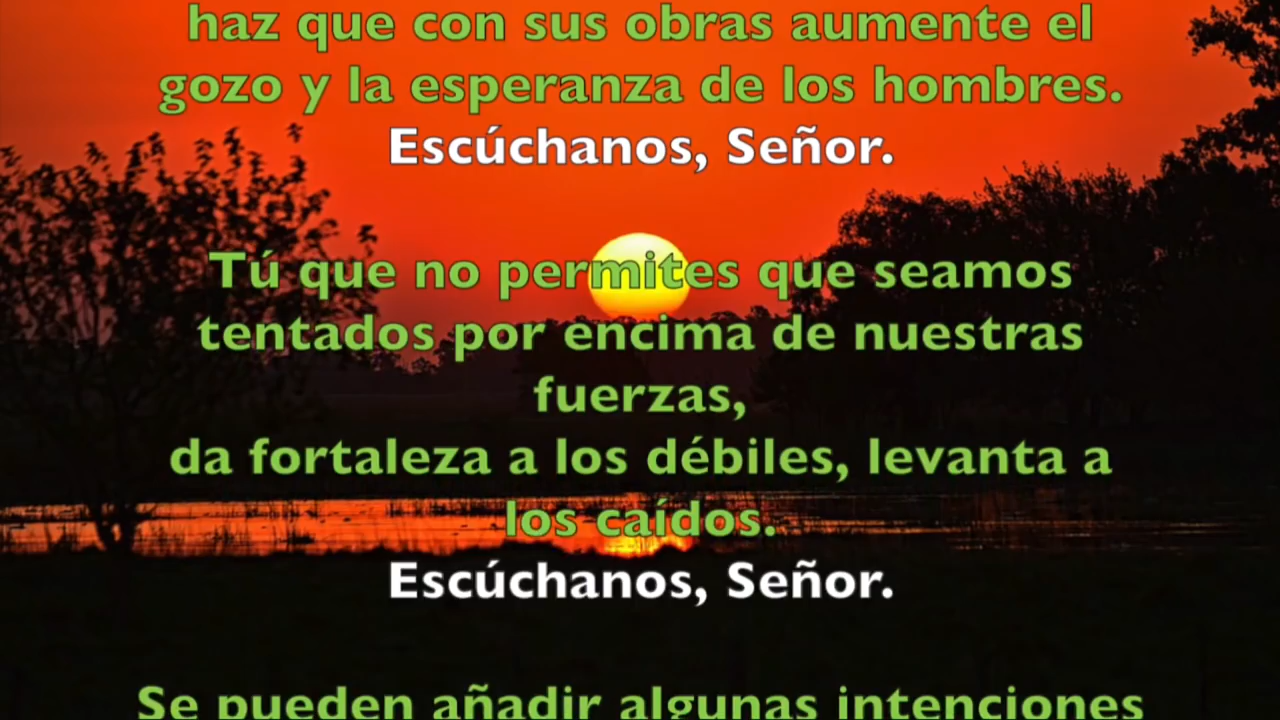 haz que con sus obras aumente el
gozo y la esperanza de los hombres.
Escúchanos, Señor.
Tú que no permites que seamos
tentados por encima de nuestras
fuerzas,
da fortaleza a los débiles, levanta a
los caídos.
Escúchanos, Señor.
Se pueden añadir algunas intenciones